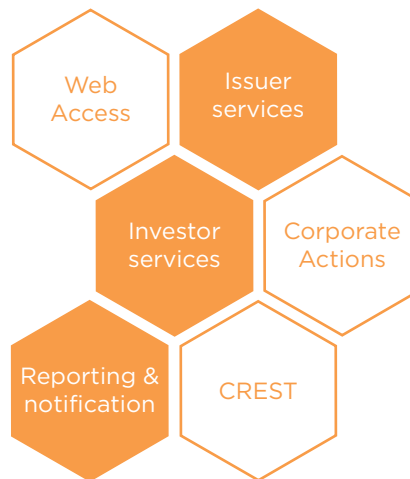 Web
Access
Issuer
services
Investor
services
Corporate
Actions
Reporting &
notification
CREST